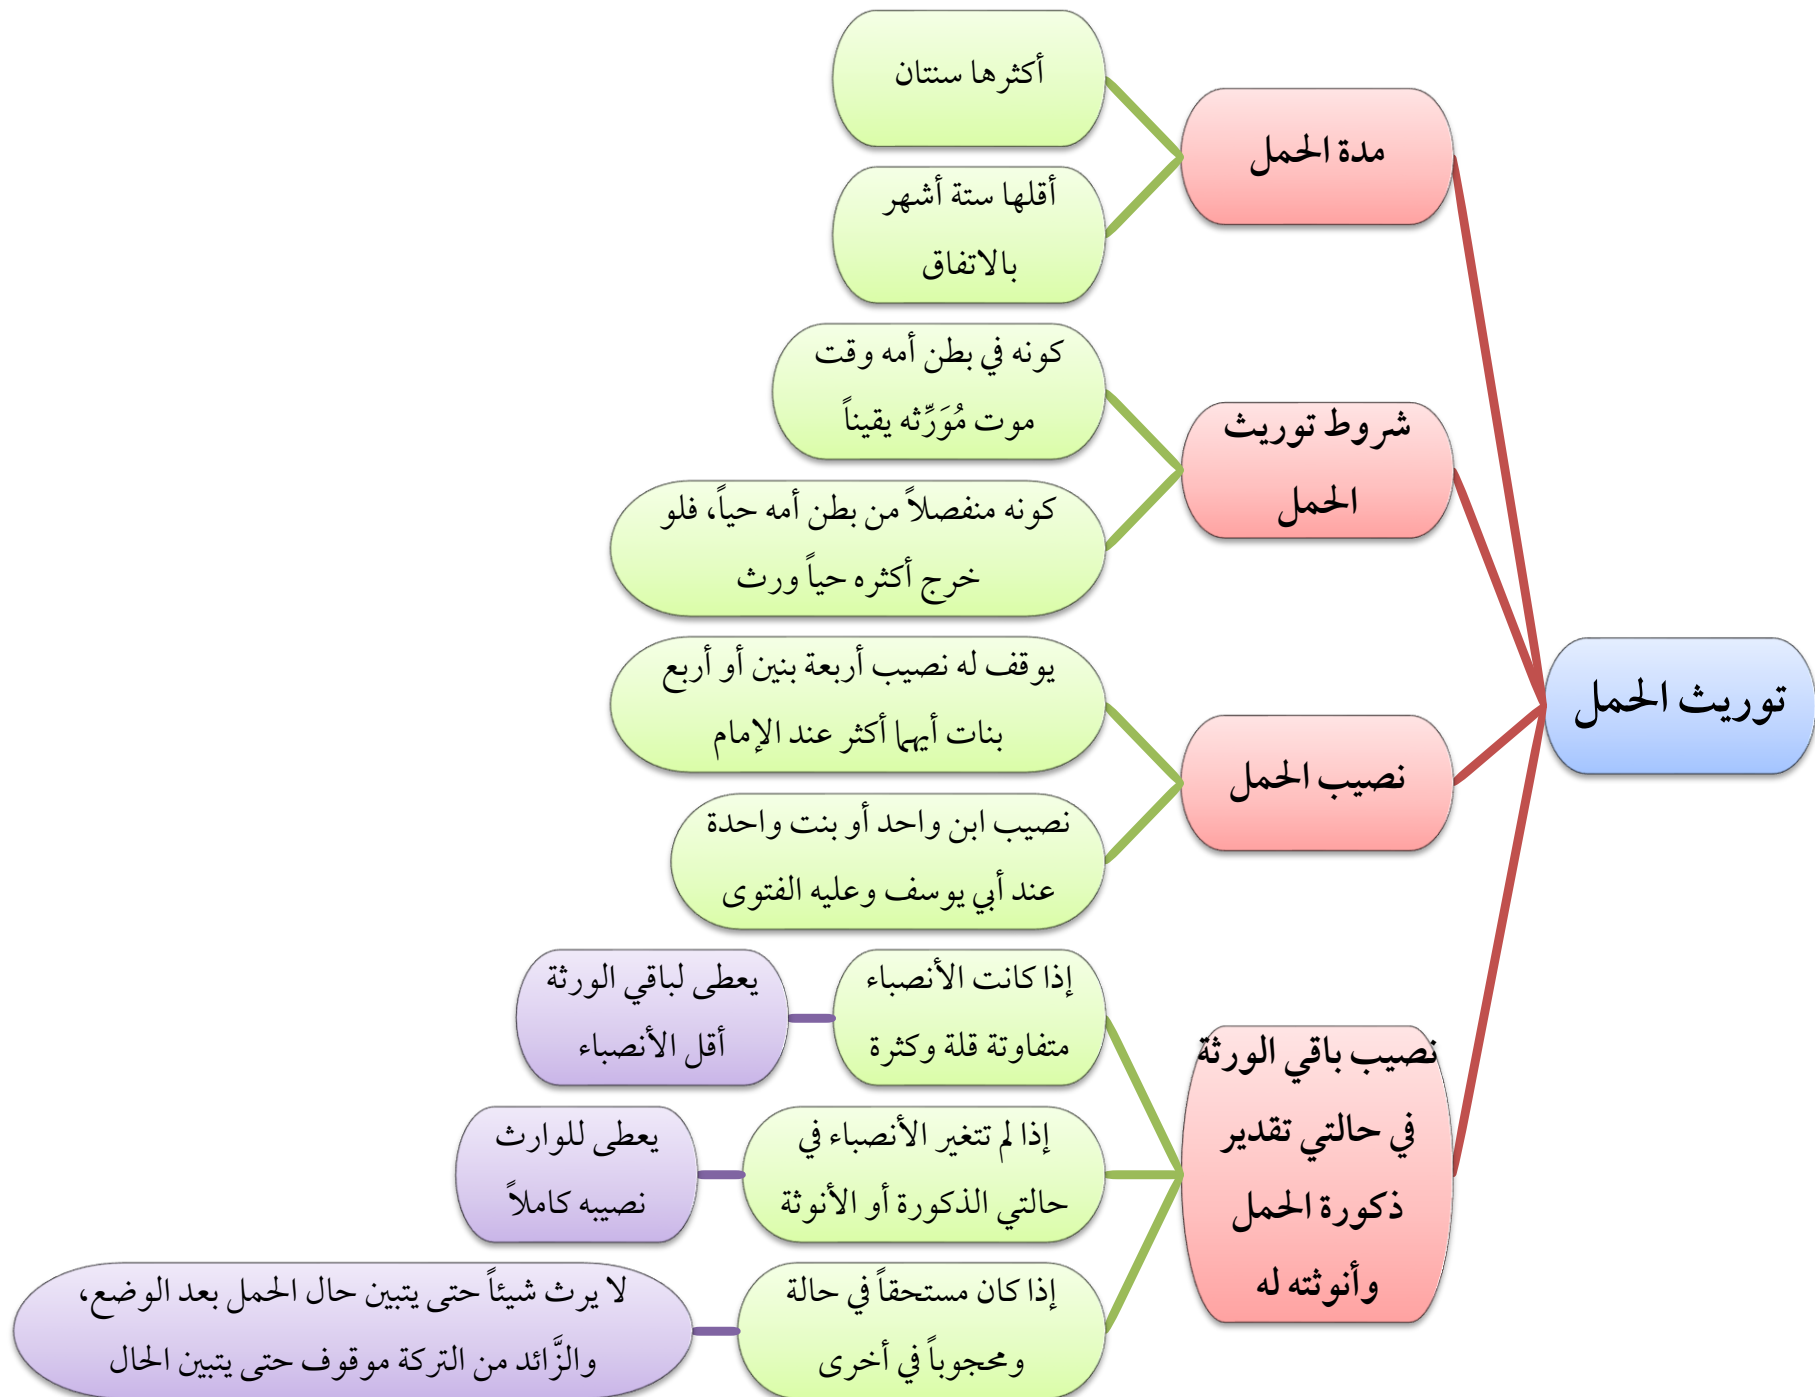 توريث الحمل
مدة الحمل
أكثرها سنتان
أقلها ستة أشهر
بالاتفاق
شروط توريث
الحمل
كونه في بطن أمه وقت
موت مُوَرِّثه يقيناً
كونه منفصلاً من بطن أمه حياً، فلو
خرج أكثره حياً ورث
نصيب الحمل
يوقف له نصيب أربعة بنين أو أربع
بنات أيهما أكثر عند الإمام
نصيب ابن واحد أو بنت واحدة
عند أبي يوسف وعليه الفتوى
نصيب باقي الورثة
في حالتي تقدير
ذكورة الحمل
وأنوثته له
إذا كانت الأنصباء
متفاوتة قلة وكثرة
يعطى لباقي الورثة
أقل الأنصباء
إذا لم تتغير الأنصباء في
حالتي الذكورة أو الأنوثة
يعطى للوارث
نصيبه كاملاً
إذا كان مستحقاً في حالة
ومحجوباً في أخرى
لا يرث شيئاً حتى يتبين حال الحمل بعد الوضع،
والزَّائد من التركة موقوف حتى يتبين الحال